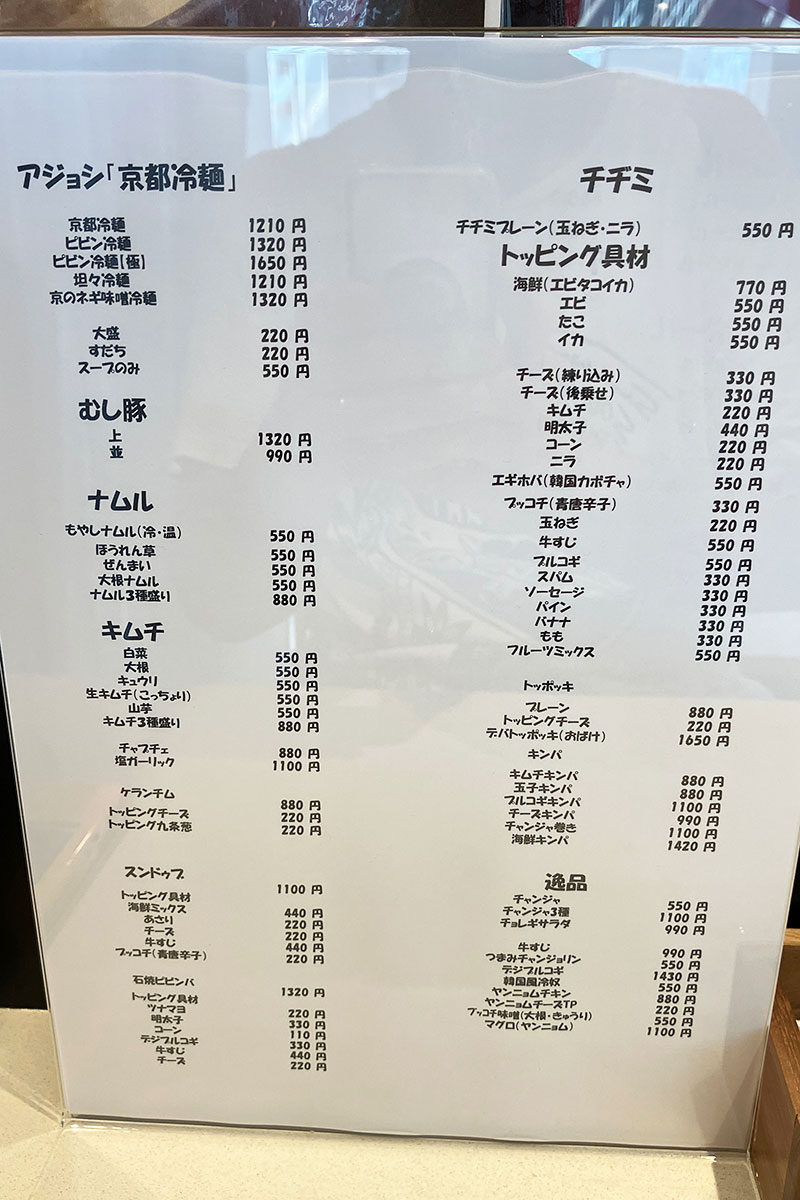 アジョシ「京都冷麺」
京都冷麺 1210 円
ピビン冷麺 1320 円
ピビン冷麺【極】 1650 円
坦々冷麺 1210 円
京のネギ味噌冷麺 1320 円
大盛 220 円
すだち 220 円
スープのみ 550 円
むし豚
上 1320 円
並 990 円
ナムル
もやしナムル(冷・温) 550 円
ほうれん草 550 円
ぜんまい 550 円
大根ナムル 550 円
ナムル3種盛り 880 円
キムチ
白菜 550 円
大根 550 円
キュウリ 550 円
生キムチ(こっちょり) 550 円
山芋 550 円
キムチ3種盛り 880 円
チャプチェ 880 円
塩ガーリック 1100 円
ケランチム 880 円
トッピングチーズ 220 円
トッピング九条葱 220 円
スンドゥブ 1100 円
トッピング具材
海鮮ミックス 440 円
あさり 220 円
チーズ 220 円
牛すじ 440 円
プッコチ(青唐辛子) 220 円
石焼ビビンバ 1320 円
トッピング具材
ツナマヨ 220 円
明太子 330 円
コーン 110 円
デジプルコギ 330 円
牛すじ 440 円
チーズ 220 円
チヂミ
チヂミプレーン(玉ねぎ・ニラ) 550 円
トッピング具材
海鮮(エビタコイカ) 770 円
エビ 550 円
たこ 550 円
イカ 550 円
チーズ(練り込み) 330 円
チーズ(後乗せ) 330 円
キムチ 220 円
明太子 440 円
コーン 220 円
ニラ 220 円
エギホバ(韓国カボチャ) 550 円
プッコチ(青唐辛子) 330 円
玉ねぎ 220 円
牛すじ 550 円
プルコギ 550 円
スパム 330 円
ソーセージ 330 円
パイン 330 円
バナナ 330 円
もも 330 円
フルーツミックス 550 円
トッポッキ
プレーン 880 円
トッピングチーズ 220 円
デパトッポッキ(おばけ) 1650 円
キンパ
キムチキンパ 880 円
玉子キンパ 880 円
プルコギキンパ 1100 円
チーズキンパ 990 円
チャンジャ巻き 1100 円
海鮮キンパ 1420 円
逸品
チャンジャ 550 円
チャンジャ3種 1100 円
チョレギサラダ 990 円
牛すじ 990 円
つまみチャンジョリン 550 円
デジプルコギ 1430 円
韓国風冷奴 550 円
ヤンニョムチキン 880 円
ヤンニョムチーズTP 220 円
プッコチ味噌(大根・きゅうり) 550 円
マグロ(ヤンニョム) 1100 円